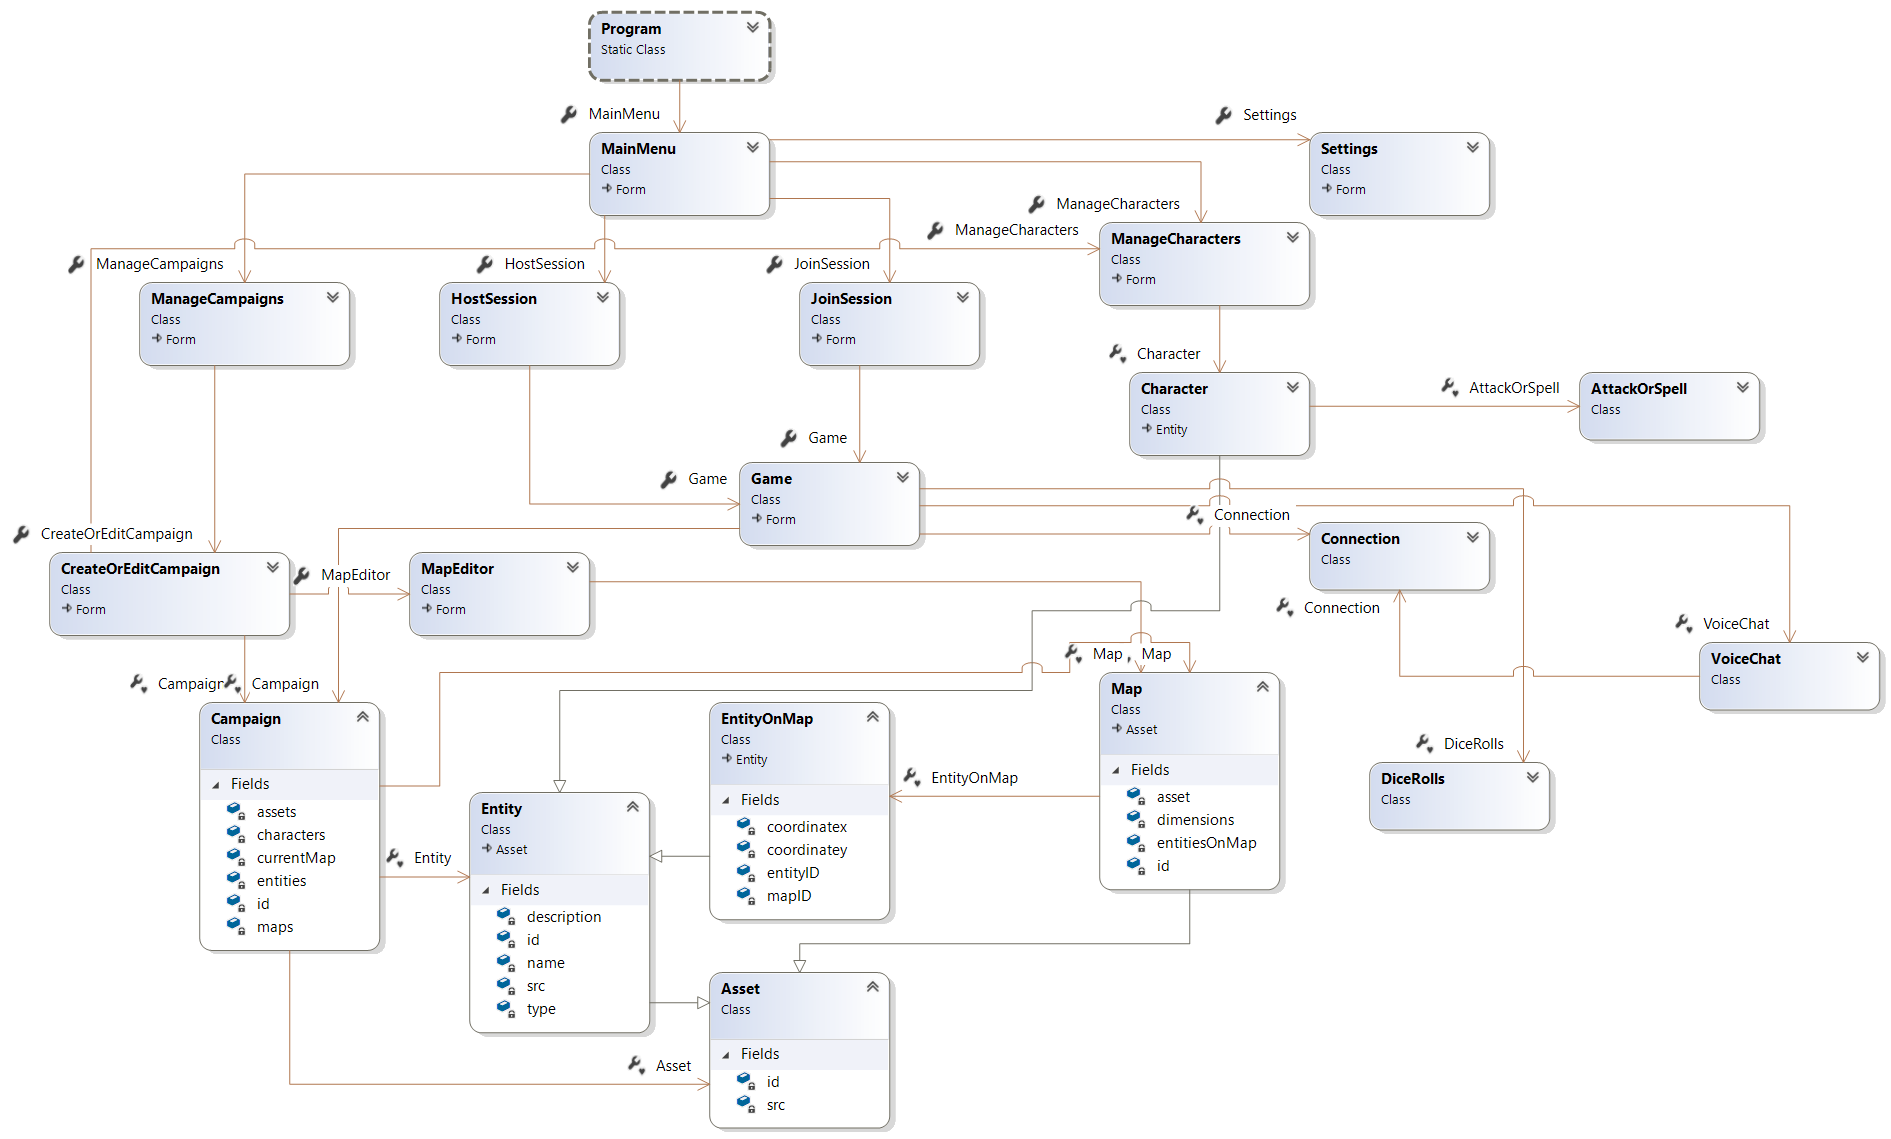 Program
Static Class
MainMenu
Settings
MainMenu
Class
Form
Settings
Class
Form
ManageCharacters
ManageCharacters
ManageCharacters
Class
Form
ManageCampaigns
HostSession
JoinSession
ManageCampaigns
Class
Form
HostSession
Class
Form
JoinSession
Class
Form
Character
Character
Class
Entity
AttackOrSpell
AttackOrSpell
Class
Game
Game
Game
Class
Form
Connection
Connection
Class
CreateOrEditCampaign
CreateOrEditCampaign
Class
Form
MapEditor
MapEditor
Class
Form
Connection
VoiceChat
VoiceChat
Class
Map , Map
Map
Class
Asset
Fields
asset
dimensions
entitiesOnMap
id
Campaign
Campaign
Campaign
Class
Fields
assets
characters
currentMap
entities
id
maps
EntityOnMap
Class
Entity
Fields
coordinatex
coordinatey
entityID
mapID
EntityOnMap
DiceRolls
DiceRolls
Class
Entity
Entity
Class
Asset
Fields
description
id
name
src
type
Asset
Asset
Class
Fields
id
src